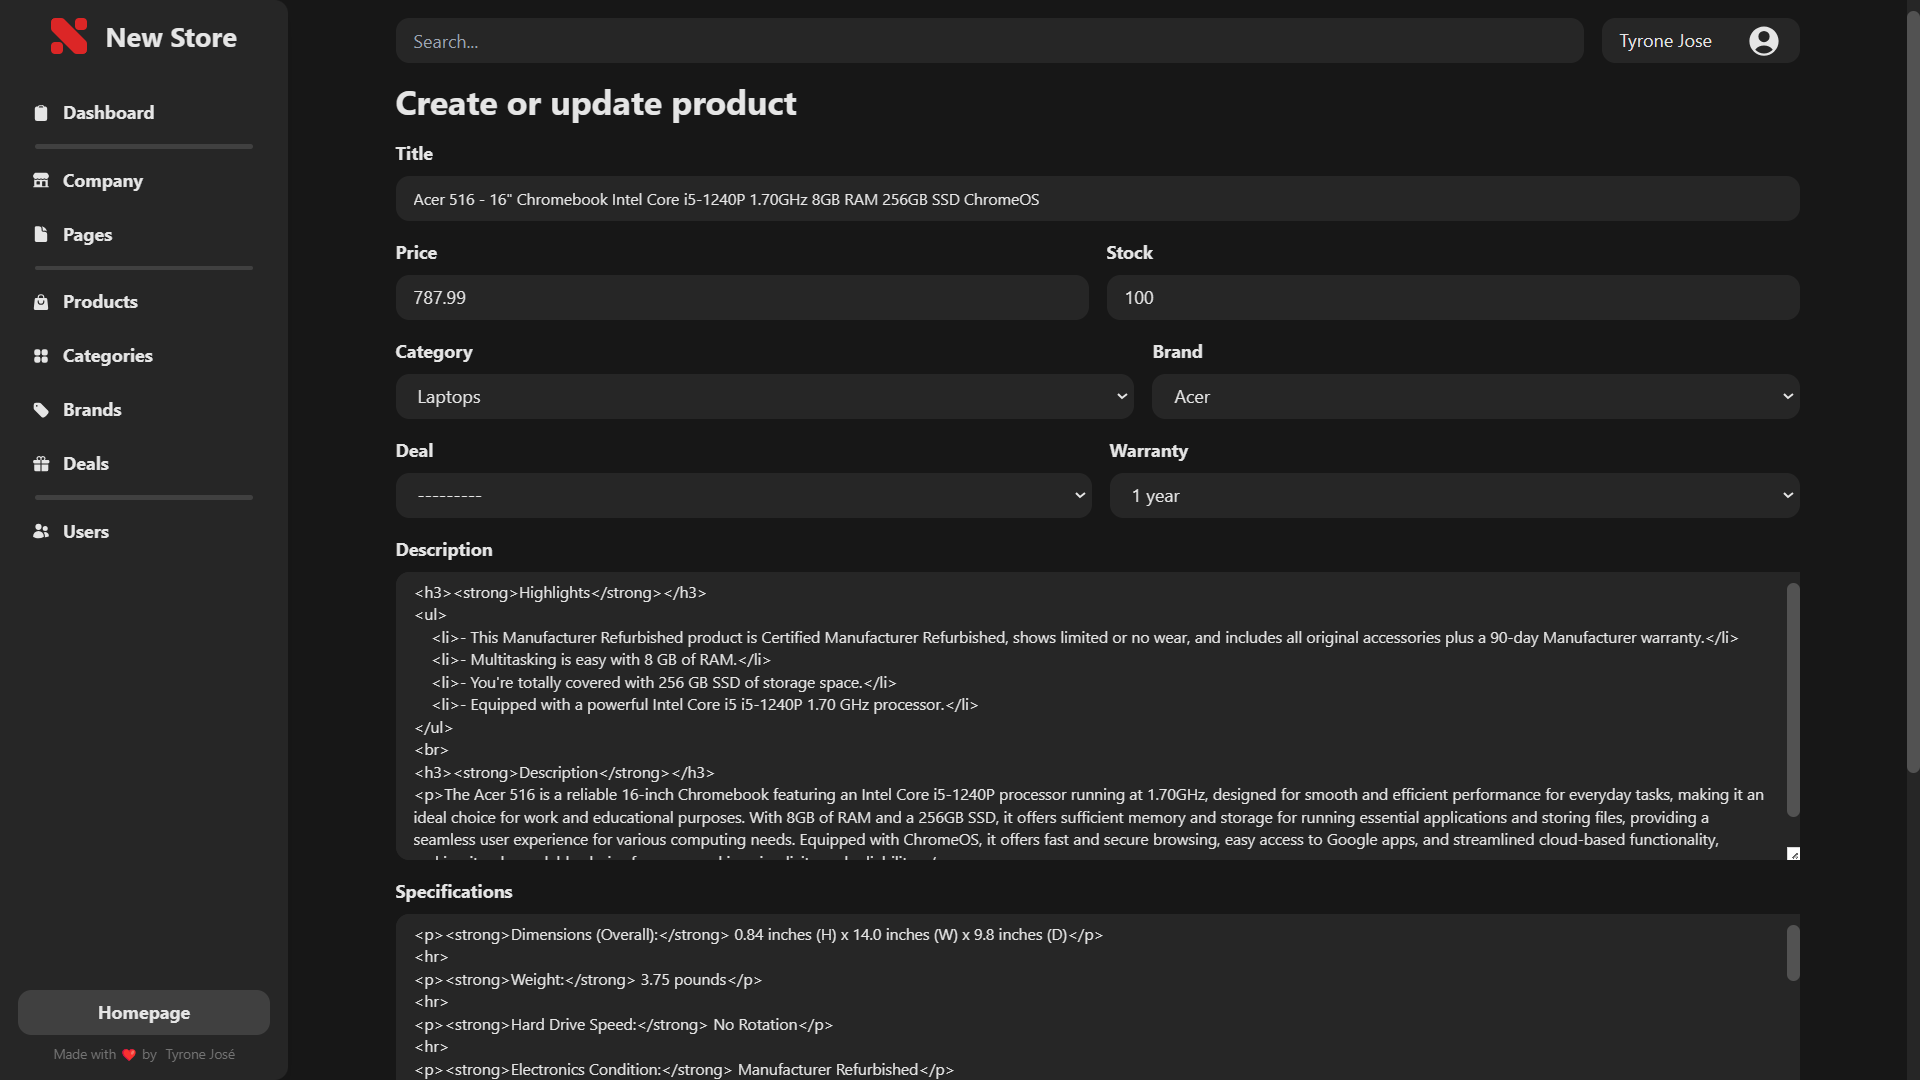 New Store
Dashboard
Company
Pages
Products
Categories
Brands
Deals
Users
Homepage
Made with ❤️ by Tyrone José
Search...
Tyrone Jose
Create or update product
Title
Acer 516 - 16" Chromebook Intel Core i5-1240P 1.70GHz 8GB RAM 256GB SSD ChromeOS
Price
Stock
787.99
100
Category
Brand
Laptops
Acer
Deal
Warranty
---------
1 year
Description
<h3><strong>Highlights</strong></h3>
<ul>
<li>- This Manufacturer Refurbished product is Certified Manufacturer Refurbished, shows limited or no wear, and includes all original accessories plus a 90-day Manufacturer warranty.</li>
<li>- Multitasking is easy with 8 GB of RAM.</li>
<li>- You're totally covered with 256 GB SSD of storage space.</li>
<li>- Equipped with a powerful Intel Core i5 i5-1240P 1.70 GHz processor.</li>
</ul>
<br>
<h3><strong>Description</strong></h3>
<p>The Acer 516 is a reliable 16-inch Chromebook featuring an Intel Core i5-1240P processor running at 1.70GHz, designed for smooth and efficient performance for everyday tasks, making it an
ideal choice for work and educational purposes. With 8GB of RAM and a 256GB SSD, it offers sufficient memory and storage for running essential applications and storing files, providing a
seamless user experience for various computing needs. Equipped with ChromeOS, it offers fast and secure browsing, easy access to Google apps, and streamlined cloud-based functionality,
Specifications
<p><strong>Dimensions (Overall):</strong> 0.84 inches (H) x 14.0 inches (W) x 9.8 inches (D)</p>
<hr>
<p><strong>Weight:</strong> 3.75 pounds</p>
<hr>
<p><strong>Hard Drive Speed:</strong> No Rotation</p>
<hr>
<p><strong>Electronics Condition:</strong> Manufacturer Refurbished</p>